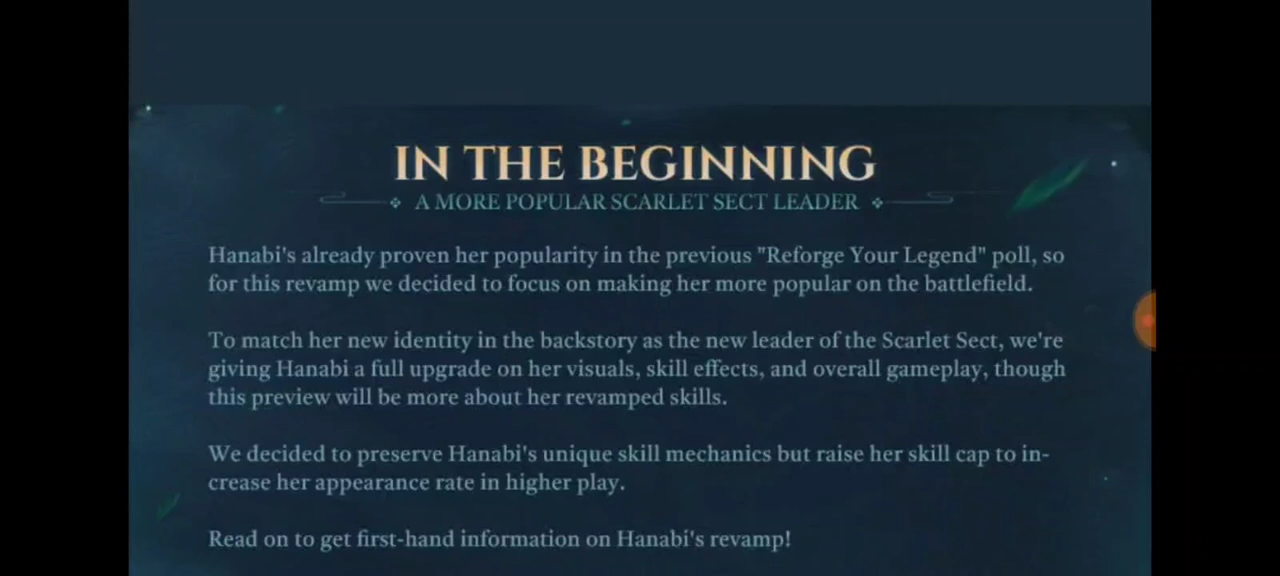 IN THE BEGINNING
A MORE POPULAR SCARLET SECT LEADER
Hanabi's already proven her popularity in the previous "Reforge Your Legend" poll, so
for this revamp we decided to focus on making her more popular on the battlefield.
To match her new identity in the backstory as the new leader of the Scarlet Sect, we're
giving Hanabi a full upgrade on her visuals, skill effects, and overall gameplay, though
this preview will be more about her revamped skills.
We decided to preserve Hanabi's unique skill mechanics but raise her skill cap to in-
crease her appearance rate in higher play.
Read on to get first-hand information on Hanabi's revamp!